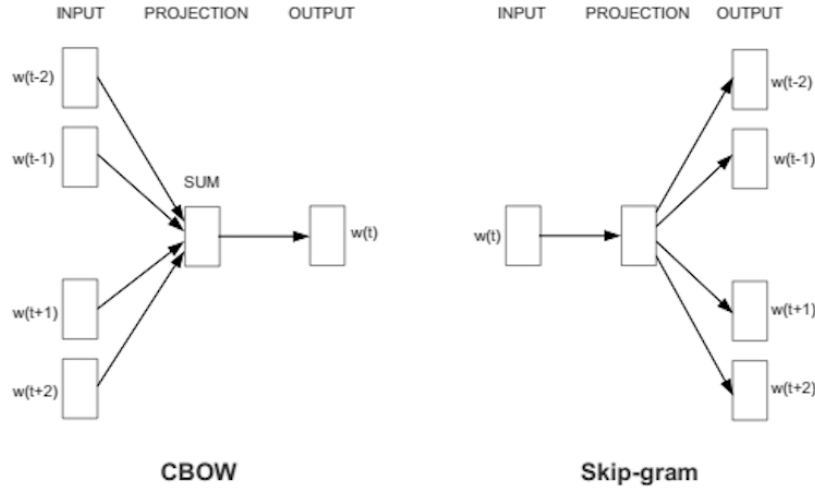 INPUT PROJECTION OUTPUT
w(t-2)
w(t-1)
SUM
w(t)
w(t+1)
w(t+2)
CBOW
INPUT PROJECTION OUTPUT
w(t-2)
w(t-1)
w(t)
w(t+1)
w(t+2)
Skip-gram